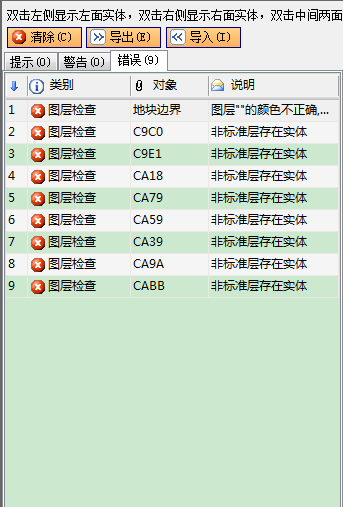 双击左侧显示左面实体，双击右侧显示右面实体，双击中间两面
清除(C) 导出(E) 导入(I)
提示(0) 警告(0) 错误(9)
类别 对象 说明
1 图层检查 地块边界 图层""的颜色不正确,...
2 图层检查 C9C0 非标准层存在实体
3 图层检查 C9E1 非标准层存在实体
4 图层检查 CA18 非标准层存在实体
5 图层检查 CA79 非标准层存在实体
6 图层检查 CA59 非标准层存在实体
7 图层检查 CA39 非标准层存在实体
8 图层检查 CA9A 非标准层存在实体
9 图层检查 CABB 非标准层存在实体